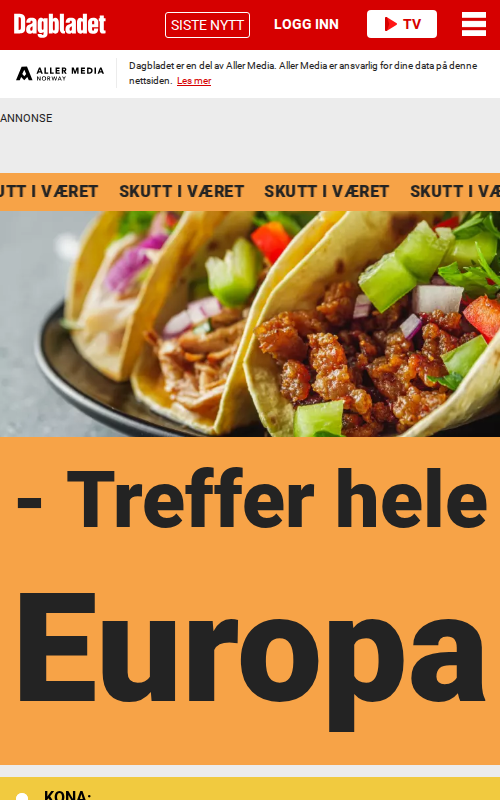 Dagbladet
SISTE NYTT
LOGG INN
TV
ALLER MEDIA
NORWAY
Dagbladet er en del av Aller Media. Aller Media er ansvarlig for dine data på denne
nettsiden. Les mer
ANNONSE
UTT I VÆRET SKUTT I VÆRET SKUTT I VÆRET SKUTT I VÆ
- Treffer hele
Europa
KONA: